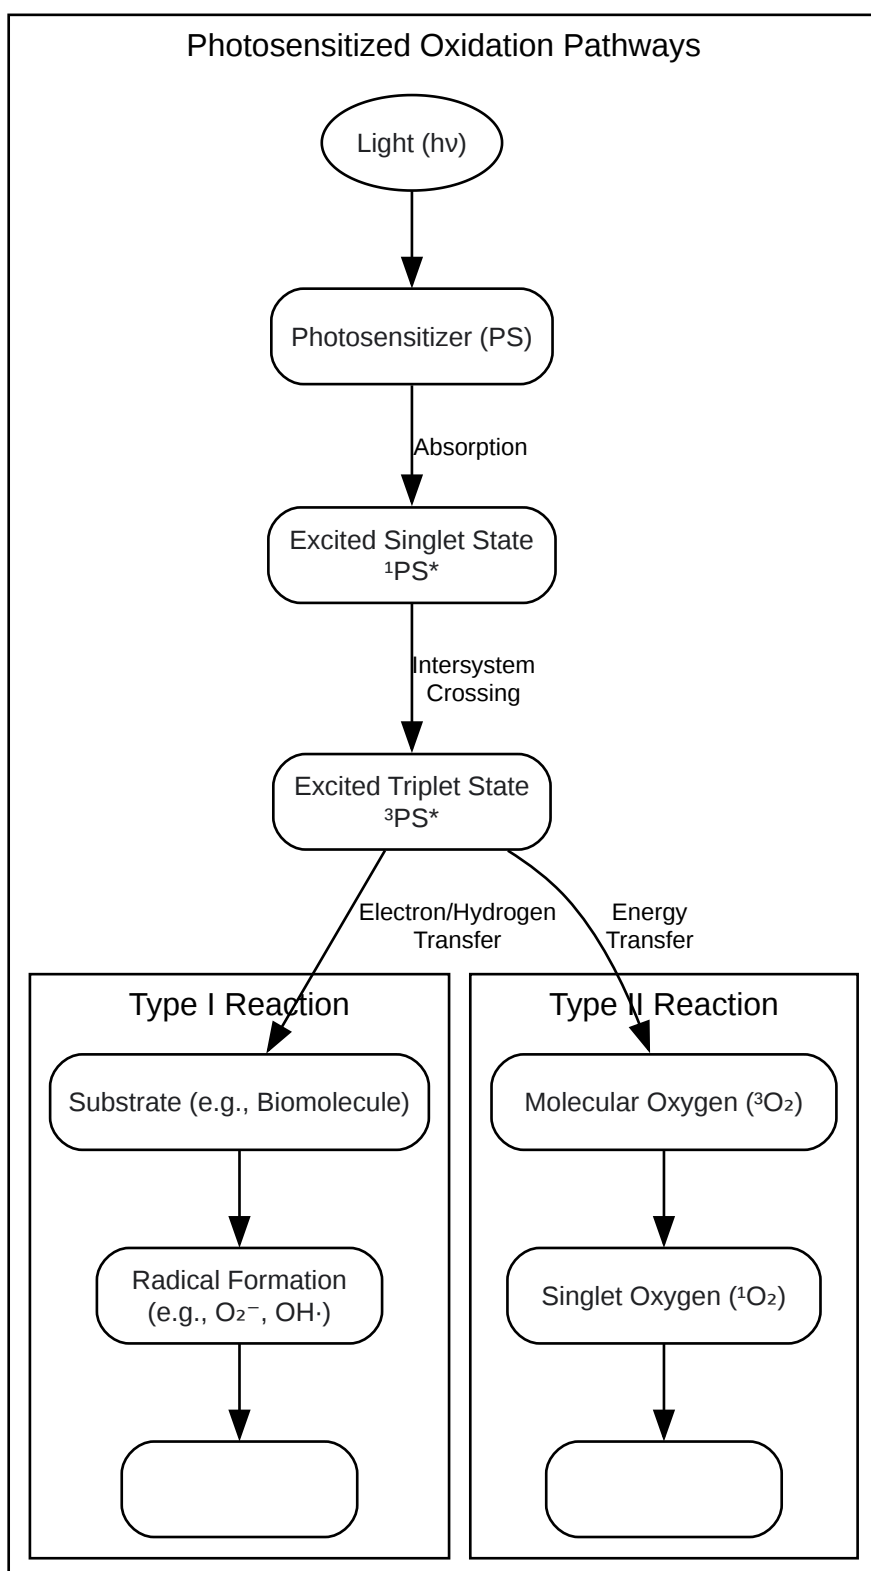 Photosensitized Oxidation Pathways
Light (hν)
Photosensitizer (PS)
Absorption
Excited Singlet State
¹PS*
Intersystem
Crossing
Excited Triplet State
³PS*
Electron/Hydrogen
Transfer
Energy
Transfer
Type I Reaction
Substrate (e.g., Biomolecule)
Radical Formation
(e.g., O₂⁻, OH·)
Type II Reaction
Molecular Oxygen (³O₂)
Singlet Oxygen (¹O₂)